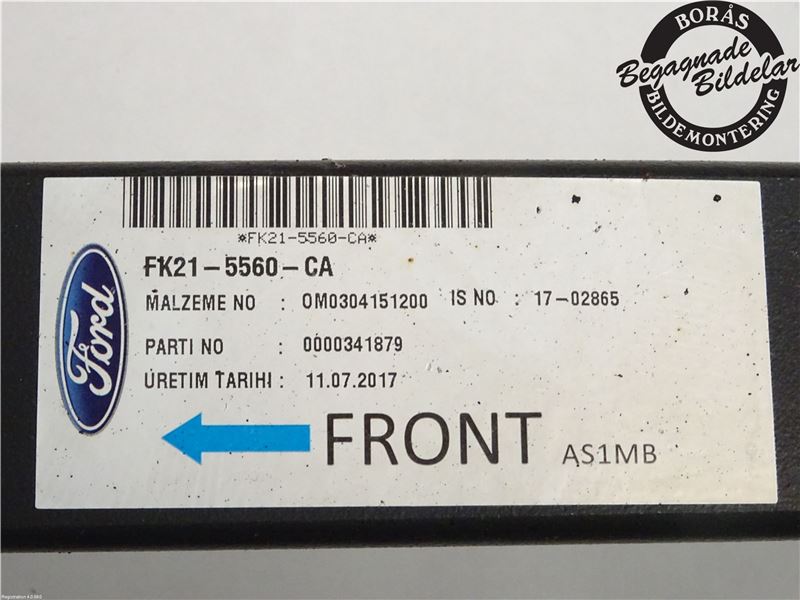 BORÅS
Begagnade
Bildelar
BILDEMONTERING
*FK21-5560-CA*
FK21-5560-CA
MALZEME NO : 0M0304151200 IS NO : 17-02865
PARTI NO : 0000341879
URETIM TARIHI : 11.07.2017
Ford
FRONT AS1MB